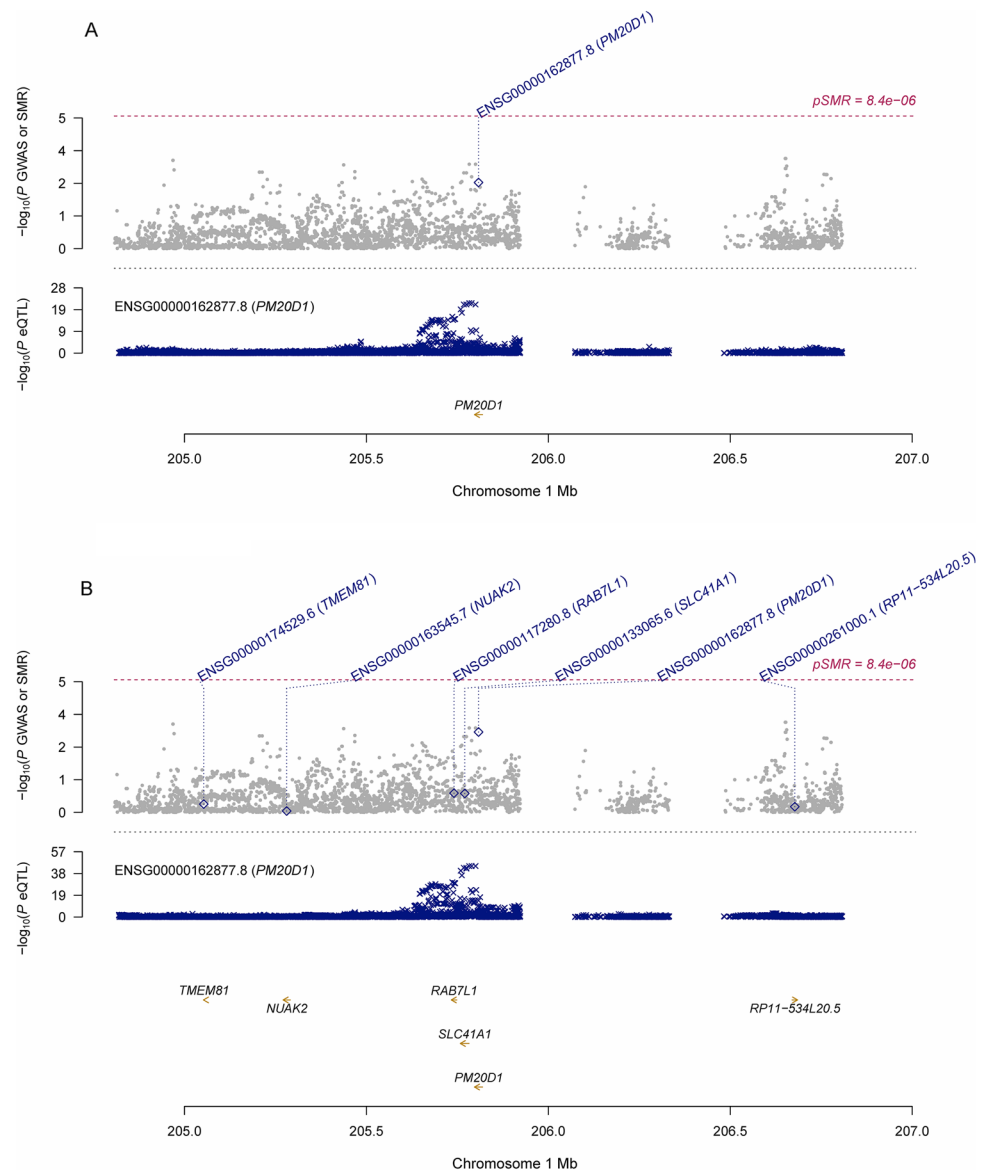 A
ENSG00000162877.8 (PM20D1)
pSMR = 8.4e−06
−log10(P GWAS or SMR)
5
4
2
1
0
−log10(P eQTL)
28
19
9
0
ENSG00000162877.8 (PM20D1)
PM20D1
205.0 205.5 206.0 206.5 207.0
Chromosome 1 Mb
B
ENSG00000174529.6 (TMEM81)
ENSG00000163545.7 (NUAK2)
ENSG00000117280.8 (RAB7L1)
ENSG00000133065.6 (SLC41A1)
ENSG00000162877.8 (PM20D1)
ENSG00000261000.1 (RP11−534L20.5)
pSMR = 8.4e−06
−log10(P GWAS or SMR)
5
4
2
1
0
−log10(P eQTL)
57
38
19
0
ENSG00000162877.8 (PM20D1)
TMEM81
NUAK2
RAB7L1
RP11−534L20.5
SLC41A1
PM20D1
205.0 205.5 206.0 206.5 207.0
Chromosome 1 Mb